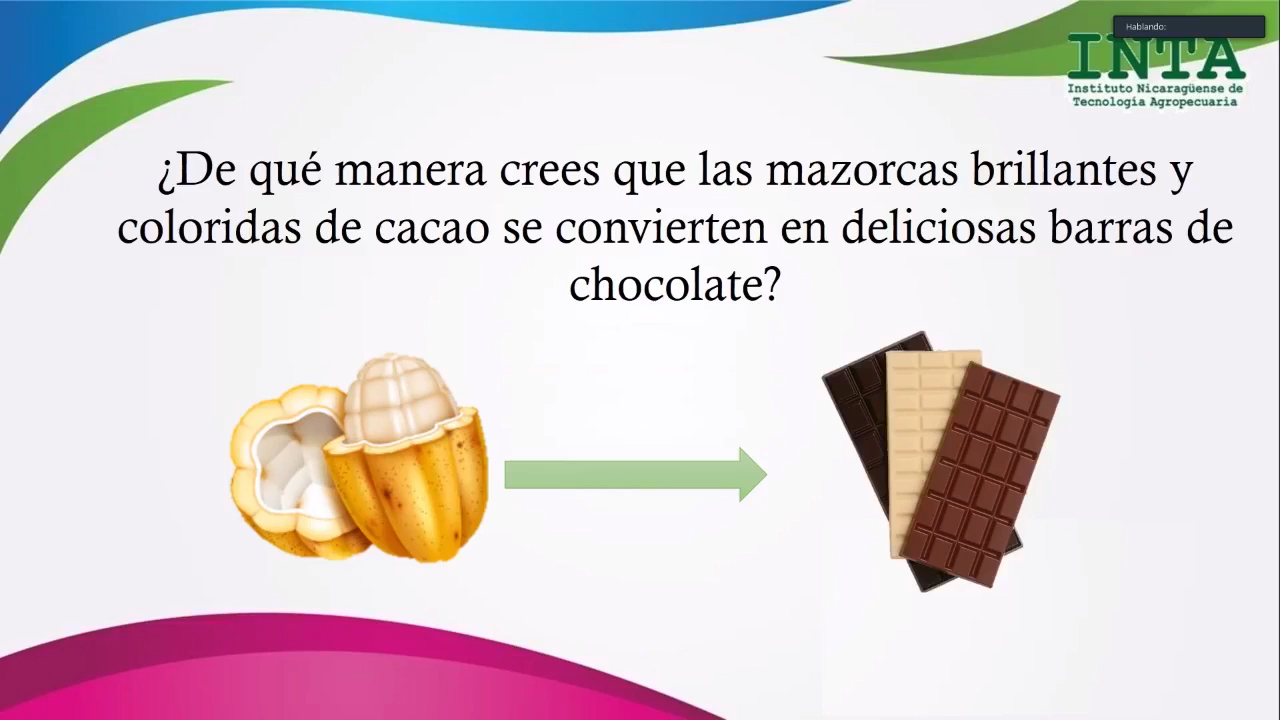 Hablando:
INTA
Instituto Nicaragüense de
Tecnología Agropecuaria
¿De qué manera crees que las mazorcas brillantes y
coloridas de cacao se convierten en deliciosas barras de
chocolate?